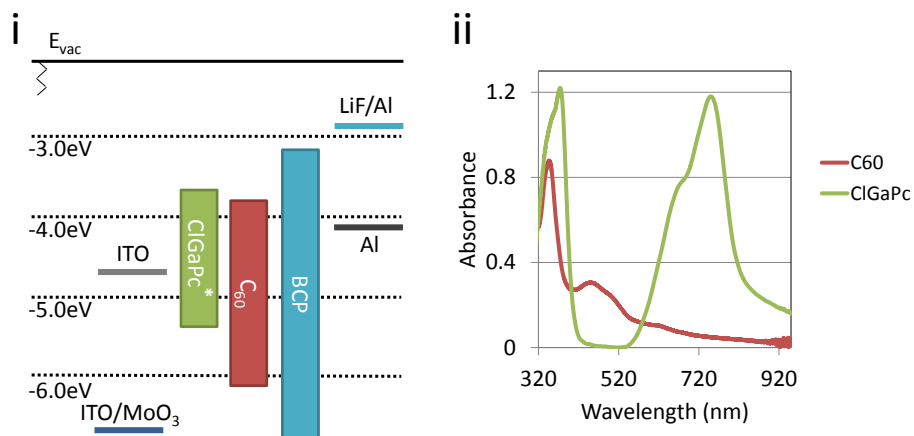 i
E_vac
LiF/Al
-3.0eV
ClGaPc*
C₆₀
BCP
-4.0eV
Al
ITO
-5.0eV
-6.0eV
ITO/MoO₃
ii
Absorbance
1.2
0.8
0.4
0
320
520
720
920
Wavelength (nm)
C60
ClGaPc